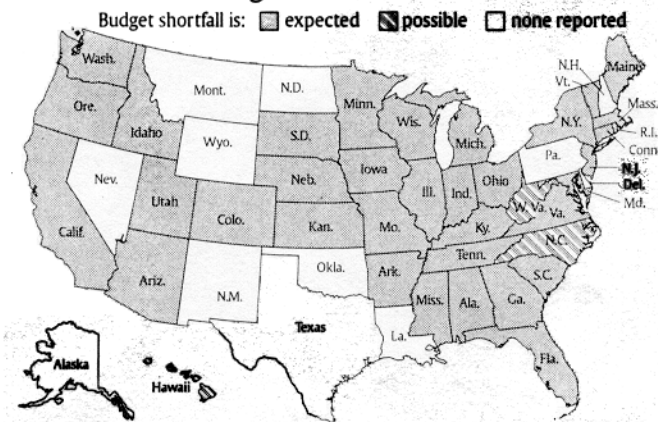 Budget shortfall is: expected possible none reported
Wash.
Mont.
N.D.
Minn.
N.H.
Maine
Vt.
Ore.
Idaho
Wyo.
S.D.
Wis.
Mich.
N.Y.
Mass.
R.I.
Conn
Nev.
Utah
Colo.
Neb.
Iowa
Ill.
Ind.
Ohio
Pa.
N.J.
Del.
Md.
Calif.
Kan.
Mo.
Ky.
W. Va.
Va.
Ariz.
N.M.
Okla.
Ark.
Tenn.
N.C.
S.C.
Texas
La.
Miss.
Ala.
Ga.
Fla.
Alaska
Hawaii